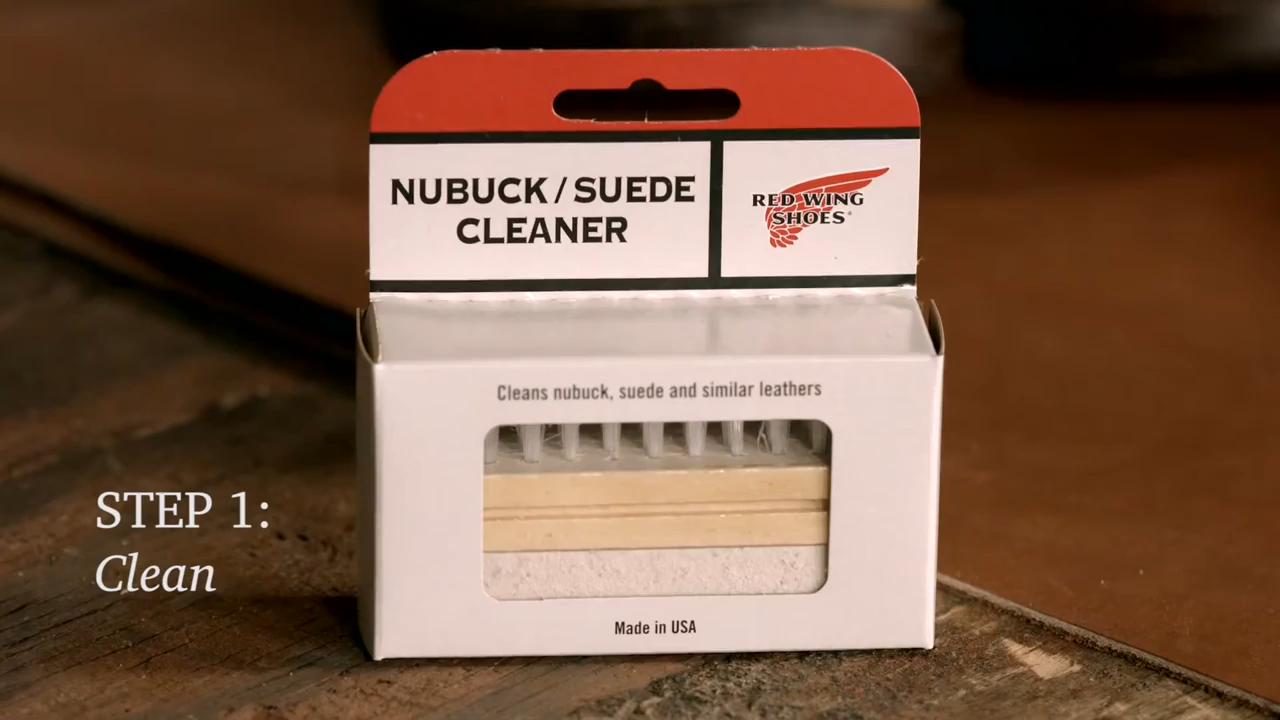 NUBUCK / SUEDE
CLEANER
RED WING
SHOES
Cleans nubuck, suede and similar leathers
Made in USA
STEP 1:
Clean